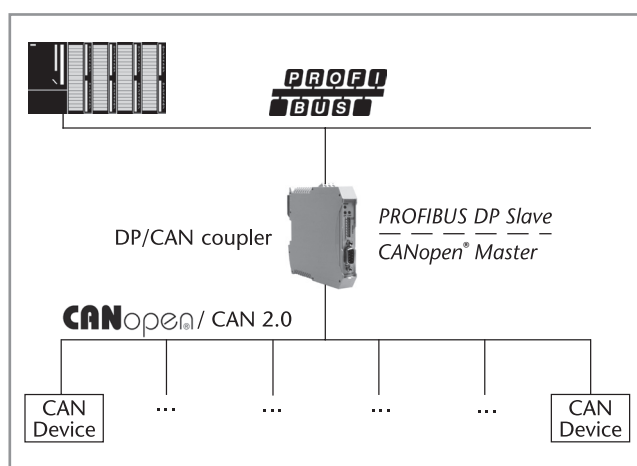 PROFI
BUS
DP/CAN coupler
PROFIBUS DP Slave
CANopen® Master
CANopen® / CAN 2.0
CAN
Device
...
...
...
...
CAN
Device